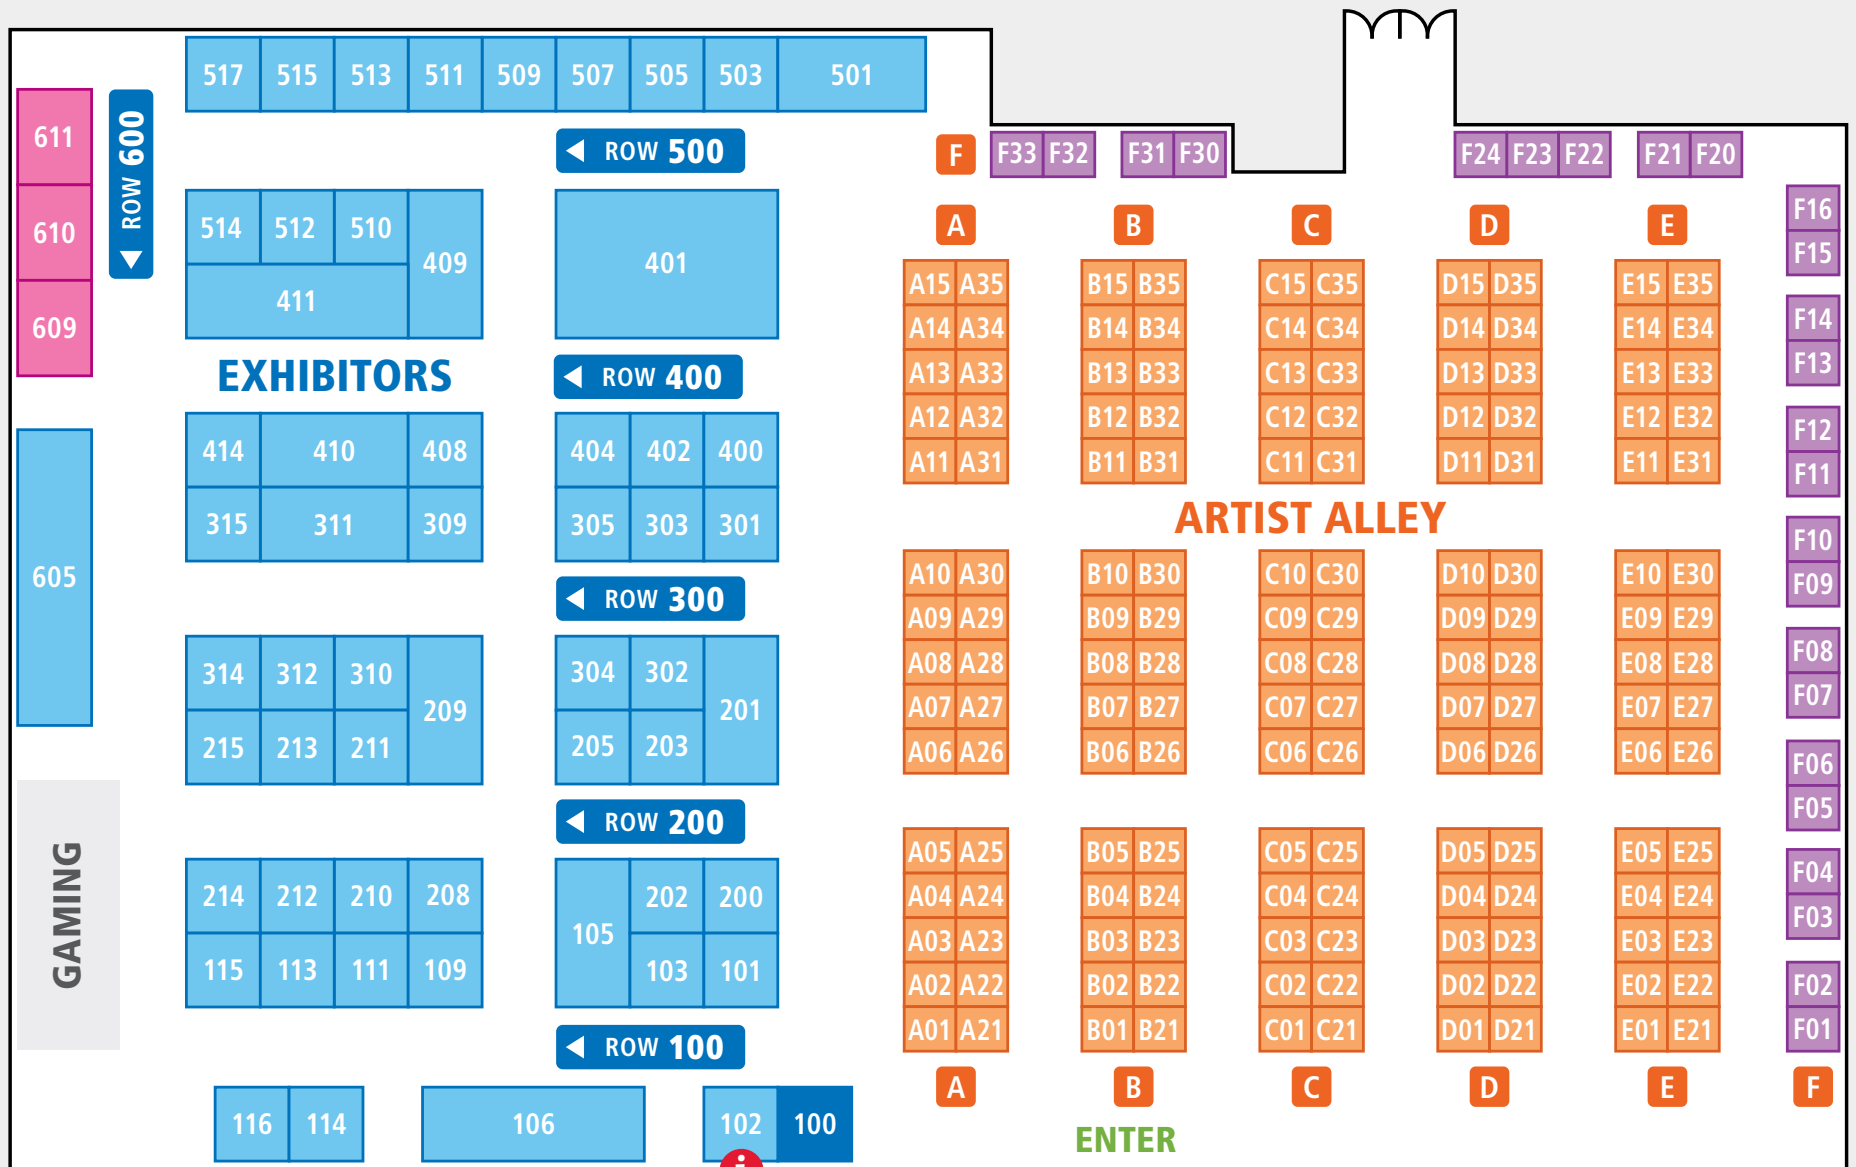 517 515 513 511 509 507 505 503 501
611
610
609
ROW 600
ROW 500
514 512 510
409
411
401
EXHIBITORS
ROW 400
414 410 408
315 311 309
404 402 400
305 303 301
605
ROW 300
314 312 310
209
215 213 211
304 302
201
205 203
ROW 200
GAMING
214 212 210 208
115 113 111 109
105
202 200
103 101
ROW 100
116 114
106
102 100
i
F
F33 F32
F31 F30
F24 F23 F22
F21 F20
A B C D E
A15 A35 B15 B35 C15 C35 D15 D35 E15 E35
A14 A34 B14 B34 C14 C34 D14 D34 E14 E34
A13 A33 B13 B33 C13 C33 D13 D33 E13 E33
A12 A32 B12 B32 C12 C32 D12 D32 E12 E32
A11 A31 B11 B31 C11 C31 D11 D31 E11 E31
ARTIST ALLEY
A10 A30 B10 B30 C10 C30 D10 D30 E10 E30
A09 A29 B09 B29 C09 C29 D09 D29 E09 E29
A08 A28 B08 B28 C08 C28 D08 D28 E08 E28
A07 A27 B07 B27 C07 C27 D07 D27 E07 E27
A06 A26 B06 B26 C06 C26 D06 D26 E06 E26
A05 A25 B05 B25 C05 C25 D05 D25 E05 E25
A04 A24 B04 B24 C04 C24 D04 D24 E04 E24
A03 A23 B03 B23 C03 C23 D03 D23 E03 E23
A02 A22 B02 B22 C02 C22 D02 D22 E02 E22
A01 A21 B01 B21 C01 C21 D01 D21 E01 E21
F16
F15
F14
F13
F12
F11
F10
F09
F08
F07
F06
F05
F04
F03
F02
F01
A B C D E F
ENTER